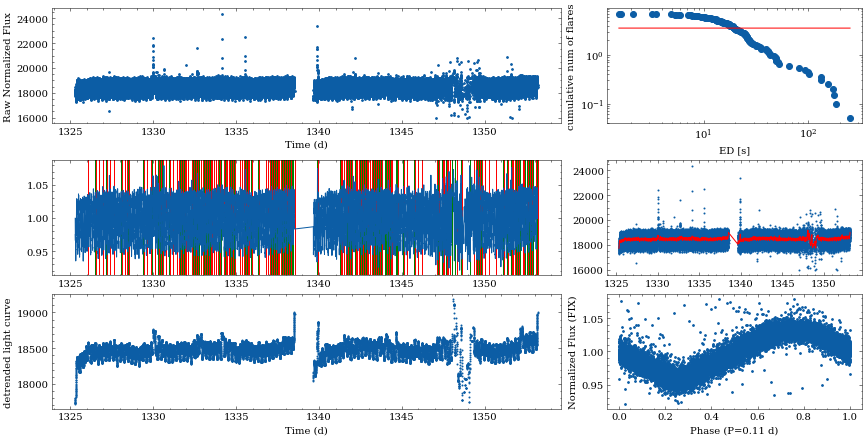 Raw Normalized Flux
24000
22000
20000
18000
16000
1325 1330 1335 1340 1345 1350
Time (d)
cumulative num of flares
10⁰
10⁻¹
10¹ 10²
ED [s]
1.05
1.00
0.95
1325 1330 1335 1340 1345 1350
24000
22000
20000
18000
16000
1325 1330 1335 1340 1345 1350
detrended light curve
19000
18500
18000
1325 1330 1335 1340 1345 1350
Time (d)
Normalized Flux (FIX)
1.05
1.00
0.95
0.0 0.2 0.4 0.6 0.8 1.0
Phase (P=0.11 d)